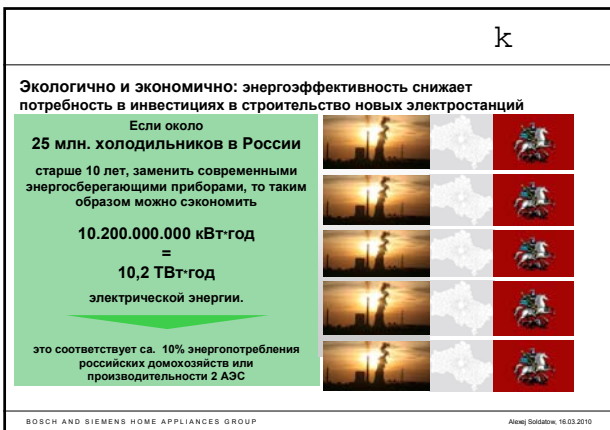 k
Экологично и экономично: энергоэффективность снижает
потребность в инвестициях в строительство новых электростанций
Если около
25 млн. холодильников в России
старше 10 лет, заменить современными
энергосберегающими приборами, то таким
образом можно сэкономить
10.200.000.000 кВт*год
=
10,2 ТВт*год
электрической энергии.
это соответствует са. 10% энергопотребления
российских домохозяйств или
производительности 2 АЭС
BOSCH AND SIEMENS HOME APPLIANCES GROUP
Alexej Soldatow, 16.03.2010